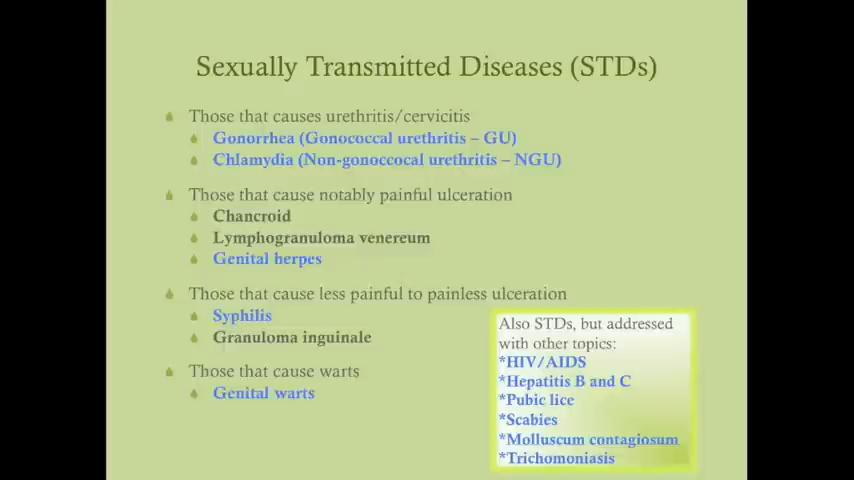 Sexually Transmitted Diseases (STDs)
Those that causes urethritis/cervicitis
Gonorrhea (Gonococcal urethritis – GU)
Chlamydia (Non-gonoccocal urethritis – NGU)
Those that cause notably painful ulceration
Chancroid
Lymphogranuloma venereum
Genital herpes
Those that cause less painful to painless ulceration
Syphilis
Granuloma inguinale
Those that cause warts
Genital warts
Also STDs, but addressed
with other topics:
*HIV/AIDS
*Hepatitis B and C
*Pubic lice
*Scabies
*Molluscum contagiosum
*Trichomoniasis